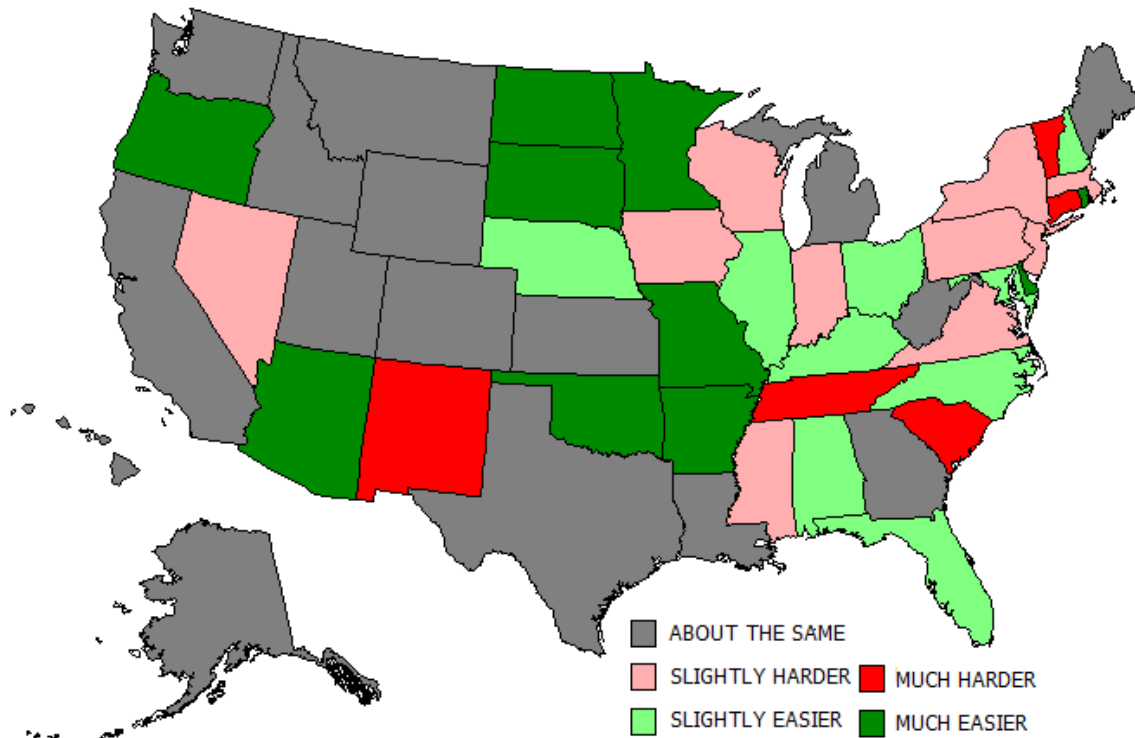 ABOUT THE SAME
SLIGHTLY HARDER MUCH HARDER
SLIGHTLY EASIER MUCH EASIER